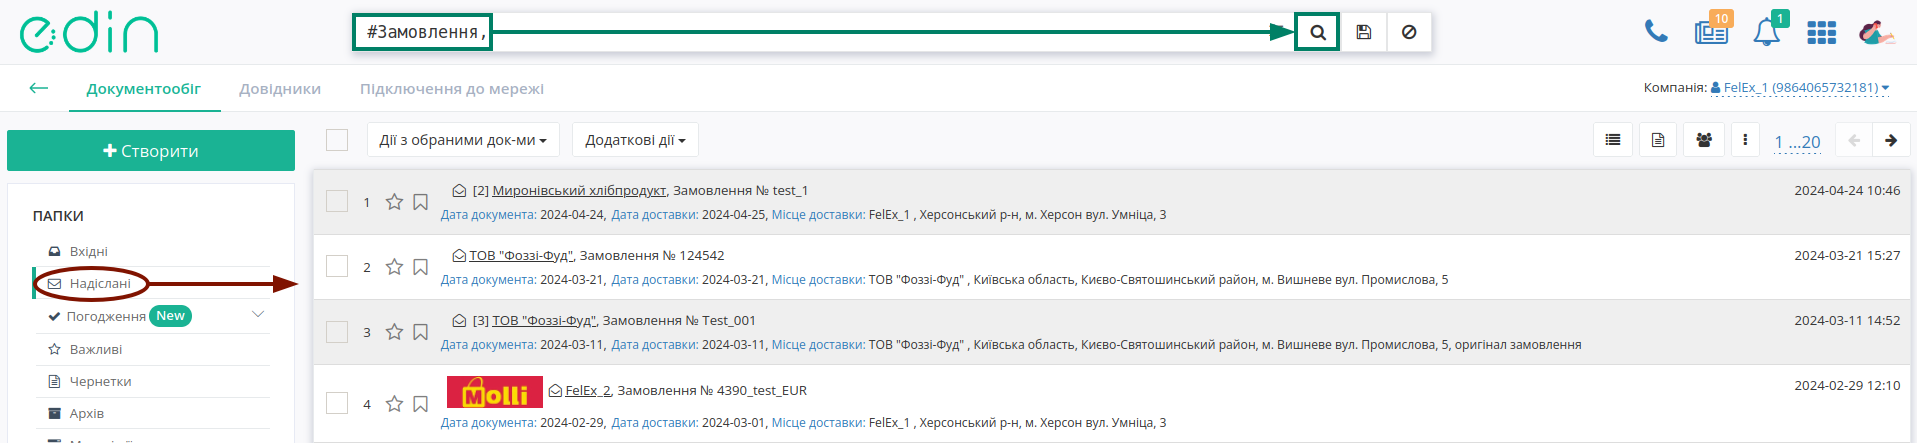 edin
#Замовлення,
10
1
Документообіг Довідники Підключення до мережі
Компанія: FelEx_1 (9864065732181)
Створити
Дії з обраними док-ми
Додаткові дії
1 ...20
ПАПКИ
Вхідні
Надіслані
Погодження New
Важливі
Чернетки
Архів
1 [2] Миронівський хлібпродукт, Замовлення № test_1 2024-04-24 10:46
Дата документа: 2024-04-24, Дата доставки: 2024-04-25, Місце доставки: FelEx_1 , Херсонський р-н, м. Херсон вул. Умніца, 3
2 ТОВ "Фоззі-Фуд", Замовлення № 124542 2024-03-21 15:27
Дата документа: 2024-03-21, Дата доставки: 2024-03-21, Місце доставки: ТОВ "Фоззі-Фуд" , Київська область, Києво-Святошинський район, м. Вишневе вул. Промислова, 5
3 [3] ТОВ "Фоззі-Фуд", Замовлення № Test_001 2024-03-11 14:52
Дата документа: 2024-03-11, Дата доставки: 2024-03-11, Місце доставки: ТОВ "Фоззі-Фуд" , Київська область, Києво-Святошинський район, м. Вишневе вул. Промислова, 5, оригінал замовлення
4 Molli FelEx_2, Замовлення № 4390_test_EUR 2024-02-29 12:10
Дата документа: 2024-02-29, Дата доставки: 2024-03-01, Місце доставки: FelEx_1 , Херсонський р-н, м. Херсон вул. Умніца, 3